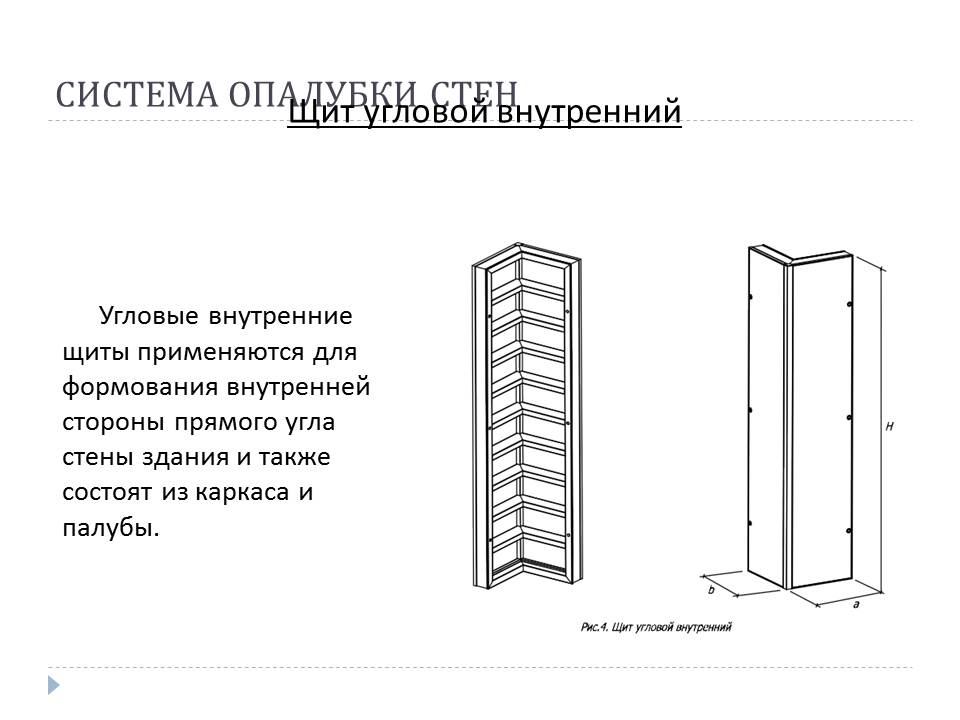 СИСТЕМА ОПАЛУБКИ СТЕН
Щит угловой внутренний
Угловые внутренние
щиты применяются для
формования внутренней
стороны прямого угла
стены здания и также
состоят из каркаса и
палубы.
H
b
a
Рис.4. Щит угловой внутренний